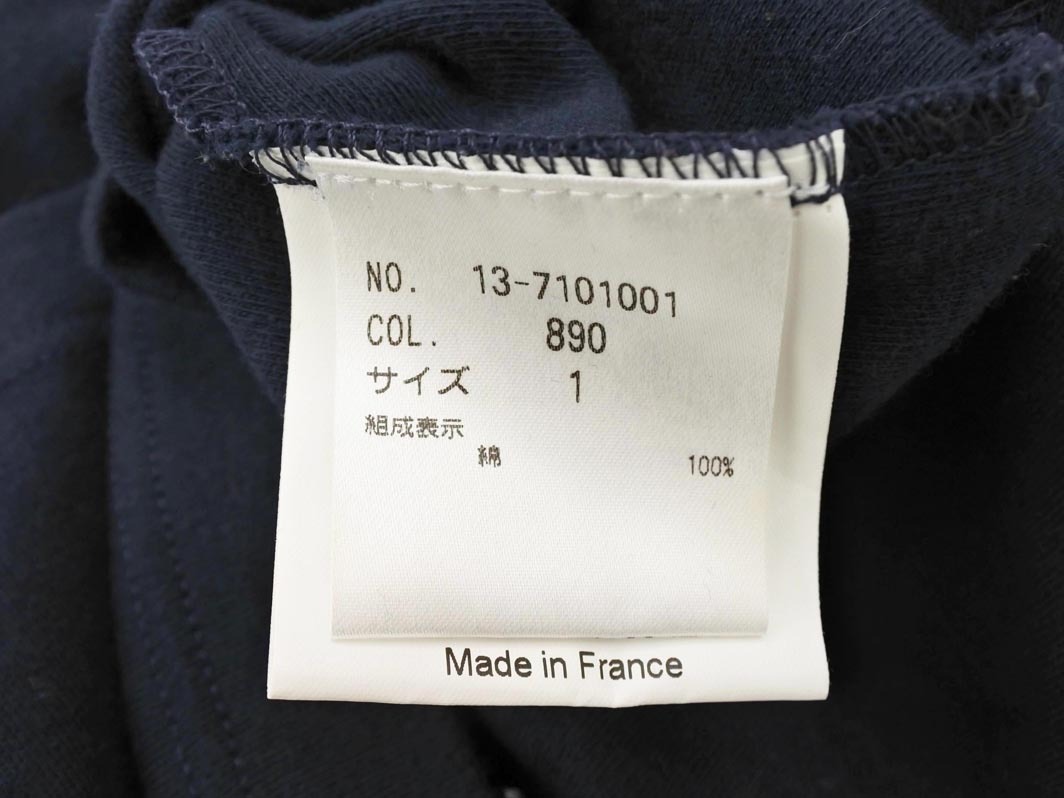 NO. 13-7101001
COL. 890
サイズ 1
組成表示
綿 100%
Made in France